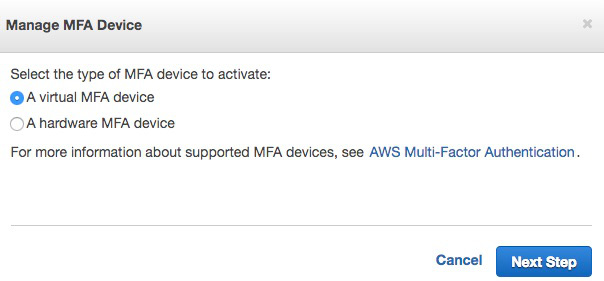 Manage MFA Device
Select the type of MFA device to activate:
A virtual MFA device
A hardware MFA device
For more information about supported MFA devices, see AWS Multi-Factor Authentication.
Cancel Next Step